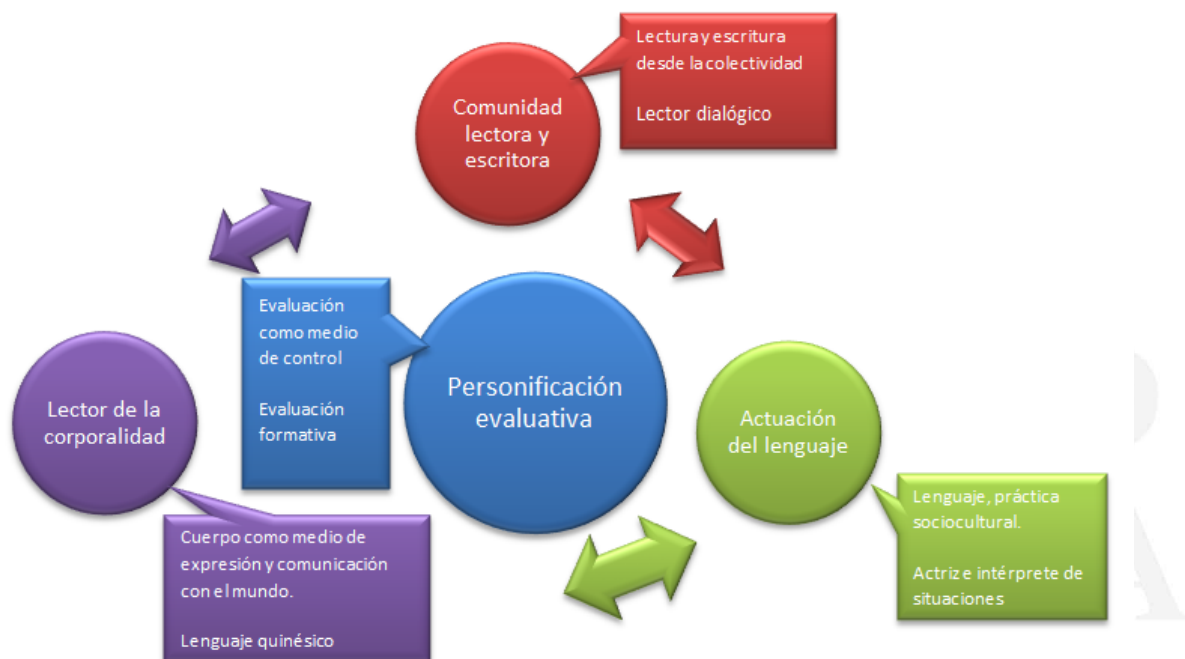 Comunidad
lectora y
escritora
Lectura y escritura
desde la colectividad
Lector dialógico
Evaluación
como medio
de control
Evaluación
formativa
Personificación
evaluativa
Lector de la
corporalidad
Cuerpo como medio de
expresión y comunicación
con el mundo.
Lenguaje quinésico
Actuación
del lenguaje
Lenguaje, práctica
sociocultural.
Actriz e intérprete de
situaciones